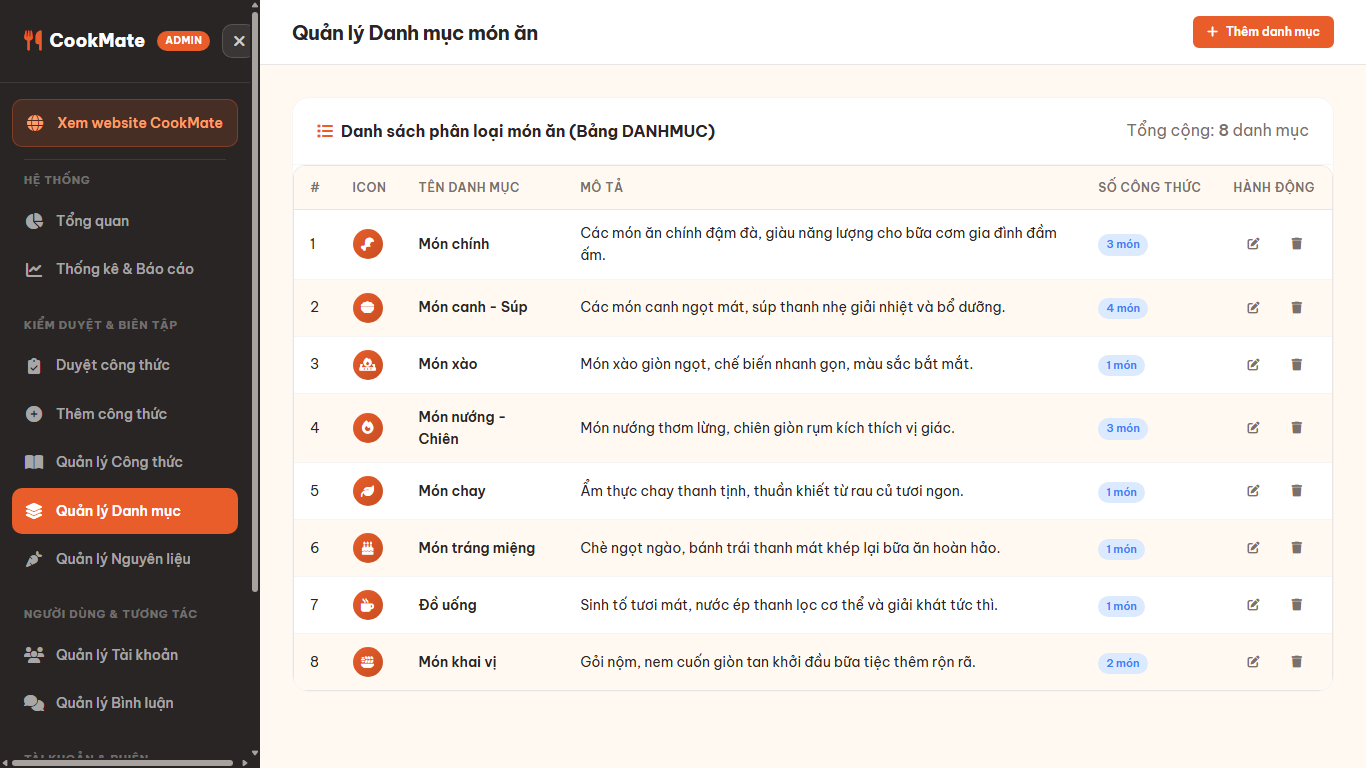 CookMate ADMIN
Xem website CookMate
HỆ THỐNG
Tổng quan
Thống kê & Báo cáo
KIỂM DUYỆT & BIÊN TẬP
Duyệt công thức
Thêm công thức
Quản lý Công thức
Quản lý Danh mục
Quản lý Nguyên liệu
NGƯỜI DÙNG & TƯƠNG TÁC
Quản lý Tài khoản
Quản lý Bình luận
Quản lý Danh mục món ăn
Thêm danh mục
Danh sách phân loại món ăn (Bảng DANHMUC)
Tổng cộng: 8 danh mục
# ICON TÊN DANH MỤC MÔ TẢ SỐ CÔNG THỨC HÀNH ĐỘNG
1 Món chính Các món ăn chính đậm đà, giàu năng lượng cho bữa cơm gia đình đầm
ấm. 3 món
2 Món canh - Súp Các món canh ngọt mát, súp thanh nhẹ giải nhiệt và bổ dưỡng. 4 món
3 Món xào Món xào giòn ngọt, chế biến nhanh gọn, màu sắc bắt mắt. 1 món
4 Món nướng -
Chiên Món nướng thơm lừng, chiên giòn rụm kích thích vị giác. 3 món
5 Món chay Ẩm thực chay thanh tịnh, thuần khiết từ rau củ tươi ngon. 1 món
6 Món tráng miệng Chè ngọt ngào, bánh trái thanh mát khép lại bữa ăn hoàn hảo. 1 món
7 Đồ uống Sinh tố tươi mát, nước ép thanh lọc cơ thể và giải khát tức thì. 1 món
8 Món khai vị Gỏi nộm, nem cuốn giòn tan khởi đầu bữa tiệc thêm rộn rã. 2 món